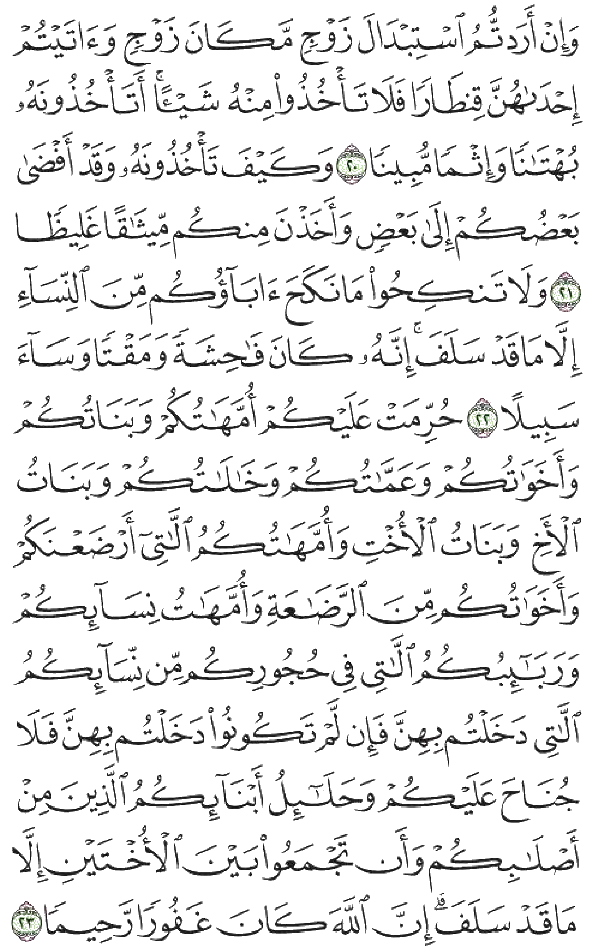 وَإِنْ أَرَدتُّمُ ٱسْتِبْدَالَ زَوْجٍ مَّكَانَ زَوْجٍ وَءَاتَيْتُمْ
إِحْدَىٰهُنَّ قِنطَارًا فَلَا تَأْخُذُوا۟ مِنْهُ شَيْـًٔا ۚ أَتَأْخُذُونَهُۥ
بُهْتَـٰنًا وَإِثْمًا مُّبِينًا ٢٠ وَكَيْفَ تَأْخُذُونَهُۥ وَقَدْ أَفْضَىٰ
بَعْضُكُمْ إِلَىٰ بَعْضٍ وَأَخَذْنَ مِنكُم مِّيثَـٰقًا غَلِيظًا
٢١ وَلَا تَنكِحُوا۟ مَا نَكَحَ ءَابَآؤُكُم مِّنَ ٱلنِّسَآءِ
إِلَّا مَا قَدْ سَلَفَ ۚ إِنَّهُۥ كَانَ فَـٰحِشَةً وَمَقْتًا وَسَآءَ
سَبِيلًا ٢٢ حُرِّمَتْ عَلَيْكُمْ أُمَّهَـٰتُكُمْ وَبَنَاتُكُمْ
وَأَخَوَٰتُكُمْ وَعَمَّـٰتُكُمْ وَخَـٰلَـٰتُكُمْ وَبَنَاتُ
ٱلْأَخِ وَبَنَاتُ ٱلْأُخْتِ وَأُمَّهَـٰتُكُمُ ٱلَّـٰتِىٓ أَرْضَعْنَكُمْ
وَأَخَوَٰتُكُم مِّنَ ٱلرَّضَـٰعَةِ وَأُمَّهَـٰتُ نِسَآئِكُمْ
وَرَبَـٰٓئِبُكُمُ ٱلَّـٰتِى فِى حُجُورِكُم مِّن نِّسَآئِكُمُ
ٱلَّـٰتِى دَخَلْتُم بِهِنَّ فَإِن لَّمْ تَكُونُوا۟ دَخَلْتُم بِهِنَّ فَلَا
جُنَاحَ عَلَيْكُمْ وَحَلَـٰٓئِلُ أَبْنَآئِكُمُ ٱلَّذِينَ مِنْ
أَصْلَـٰبِكُمْ وَأَن تَجْمَعُوا۟ بَيْنَ ٱلْأُخْتَيْنِ إِلَّا
مَا قَدْ سَلَفَ ۗ إِنَّ ٱللَّهَ كَانَ غَفُورًا رَّحِيمًا ٢٣